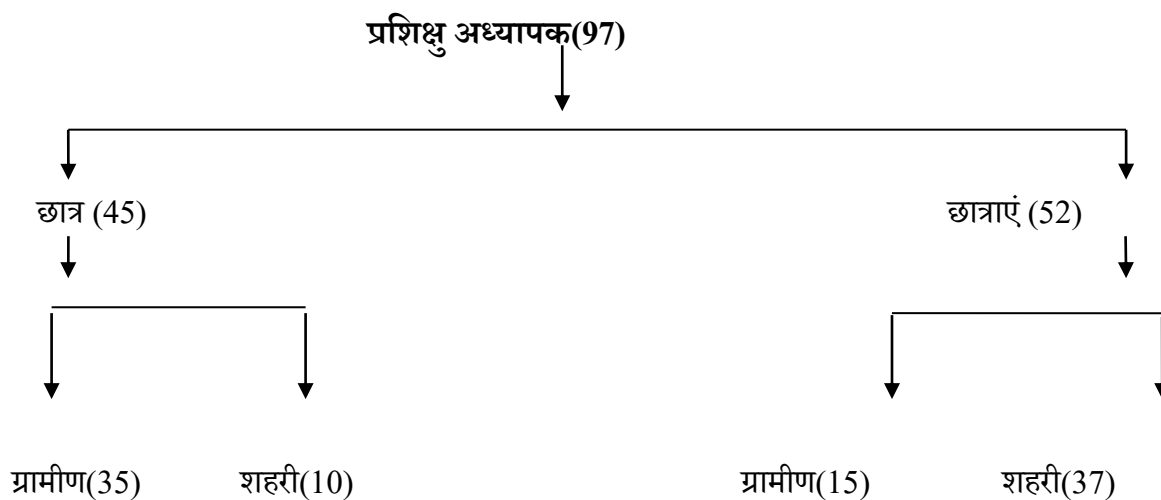 प्रशिक्षु अध्यापक(97)
छात्र (45) छात्राएं (52)
ग्रामीण(35) शहरी(10) ग्रामीण(15) शहरी(37)